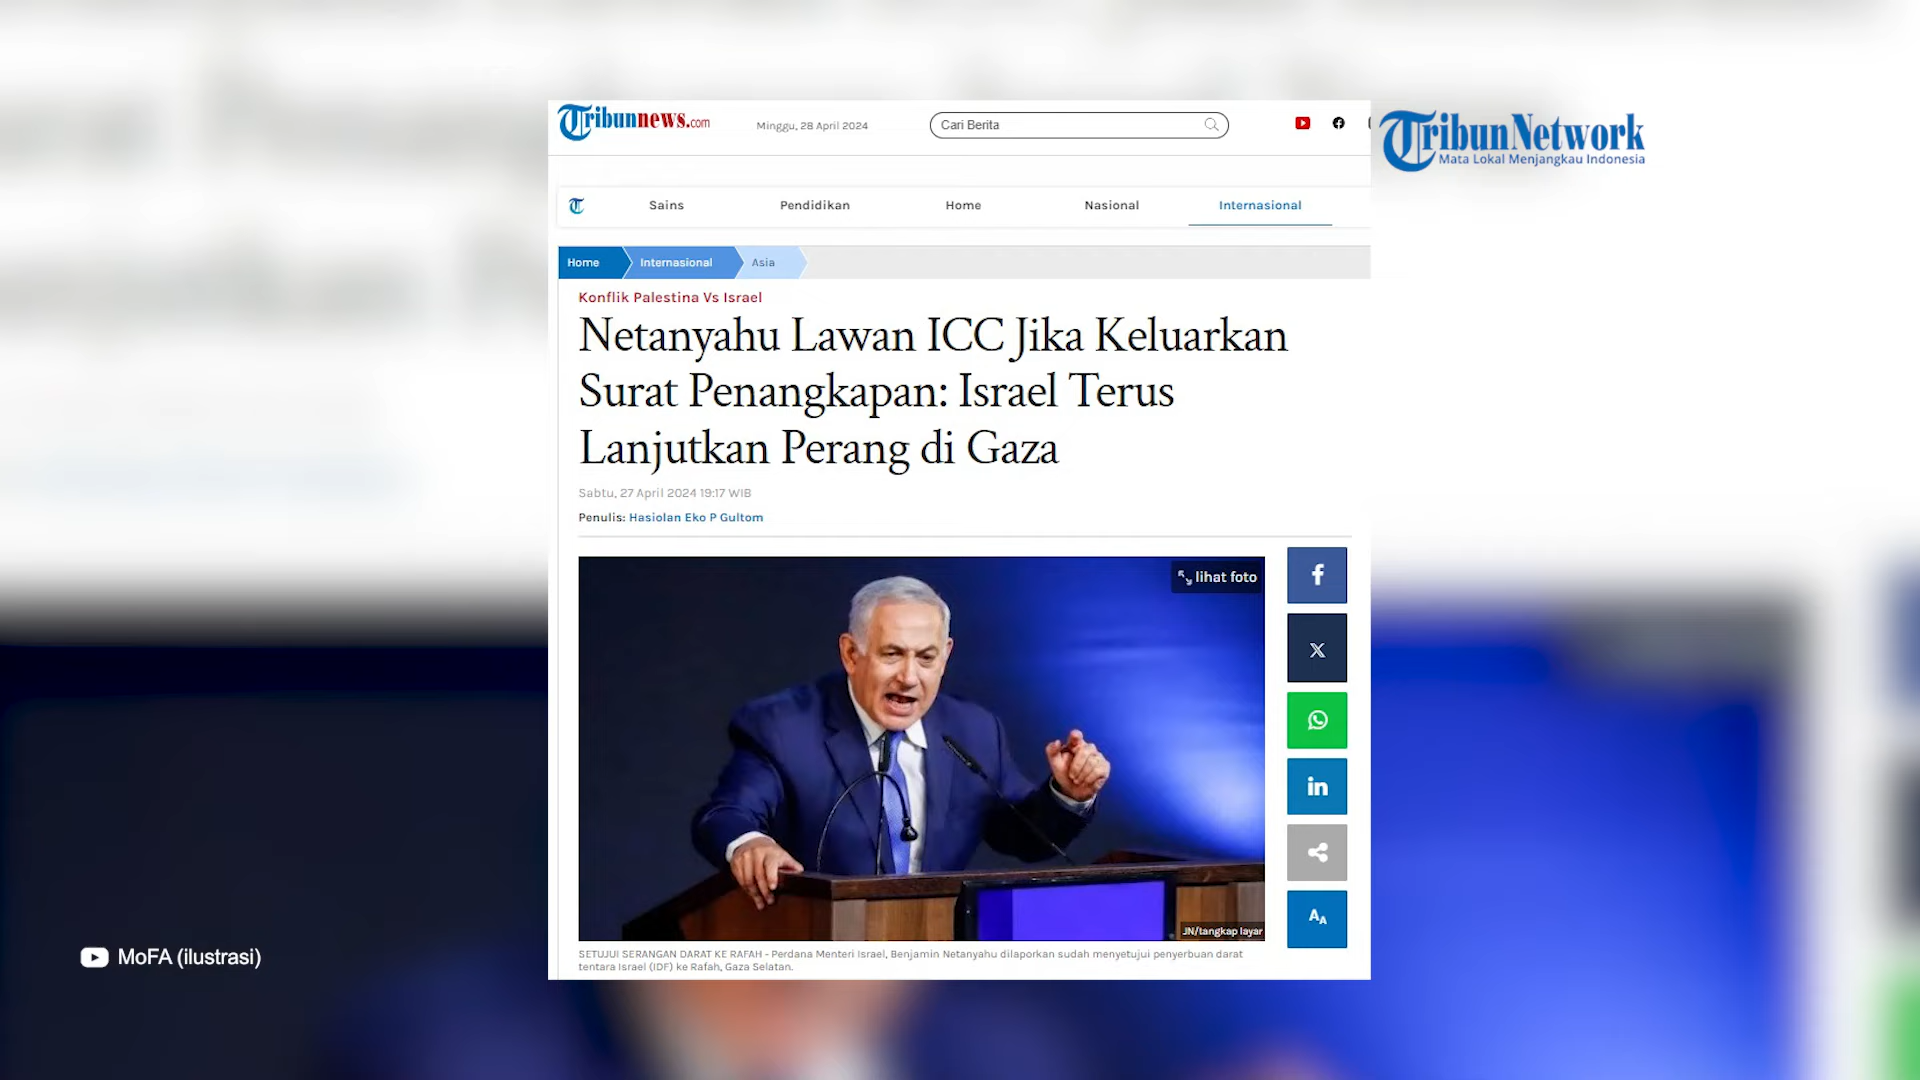 Tribunnews.com
Minggu, 28 April 2024
Cari Berita
TribunNetwork
Mata Lokal Menjangkau Indonesia
Sains
Pendidikan
Home
Nasional
Internasional
Home
Internasional
Asia
Konflik Palestina Vs Israel
Netanyahu Lawan ICC Jika Keluarkan
Surat Penangkapan: Israel Terus
Lanjutkan Perang di Gaza
Sabtu, 27 April 2024 19:17 WIB
Penulis: Hasiolan Eko P Gultom
lihat foto
JN/tangkap layar
SETUJUI SERANGAN DARAT KE RAFAH - Perdana Menteri Israel, Benjamin Netanyahu dilaporkan sudah menyetujui penyerbuan darat
tentara Israel (IDF) ke Rafah, Gaza Selatan.
MoFA (ilustrasi)